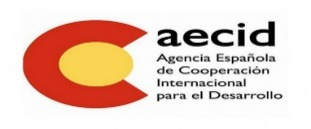 aecid
Agencia Española
de Cooperación
Internacional
para el Desarrollo